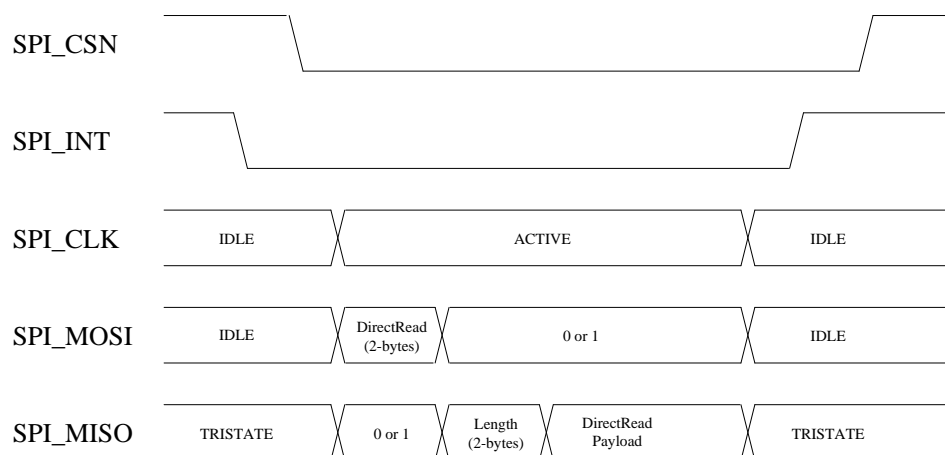 SPI_CSN
SPI_INT
SPI_CLK
IDLE
ACTIVE
IDLE
SPI_MOSI
IDLE
DirectRead
(2-bytes)
0 or 1
IDLE
SPI_MISO
TRISTATE
0 or 1
Length
(2-bytes)
DirectRead
Payload
TRISTATE